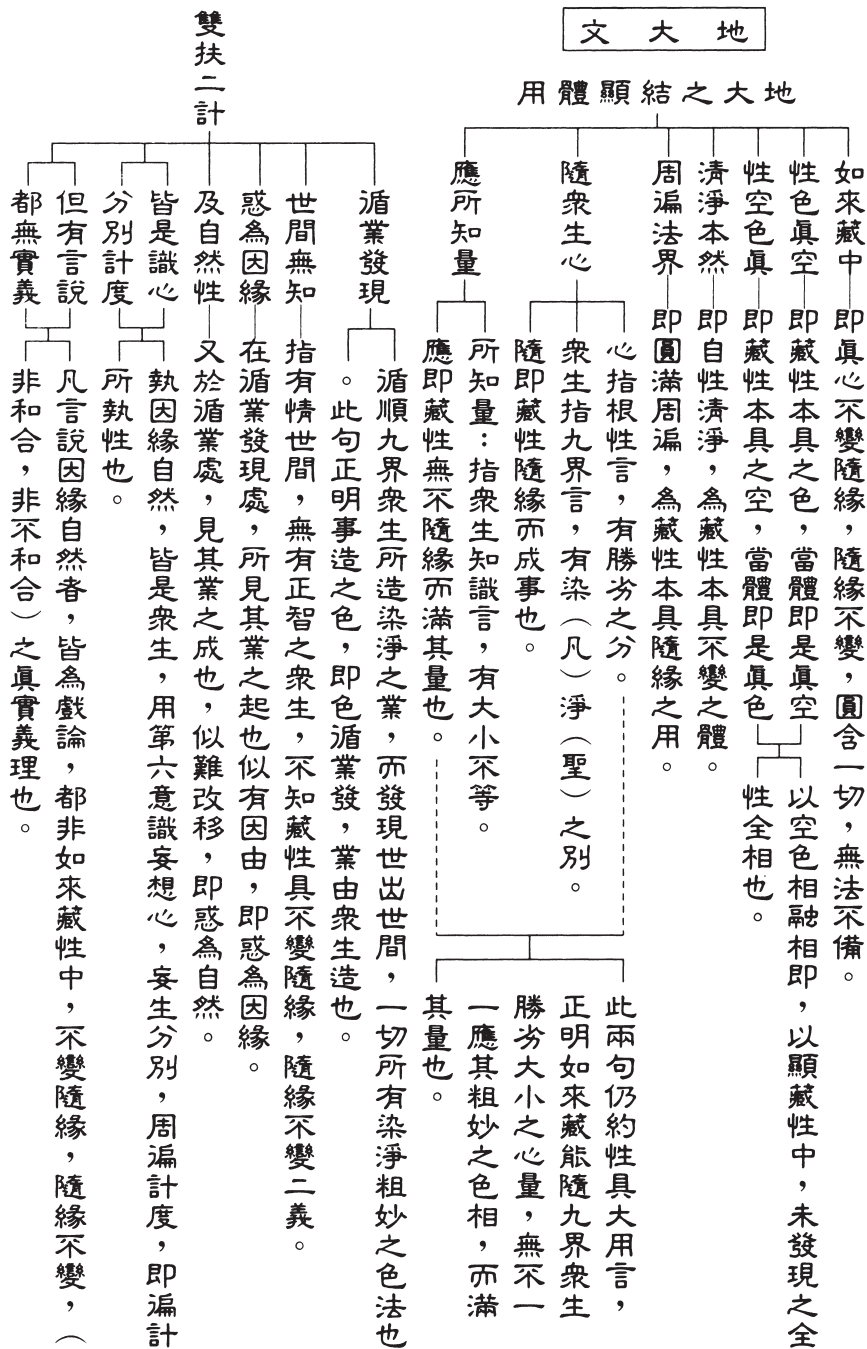 地大文
地大之結顯體用
如來藏中
即眞心不變隨緣，隨緣不變，圓含一切，無法不備。
性色眞空
即藏性本具之色，當體即是眞空
性空色眞
即藏性本具之空，當體即是眞色
以空色相融相即，以顯藏性中，未發現之全
性全相也。
清淨本然
即自性清淨，為藏性本具不變之體。
周遍法界
即圓滿周遍，為藏性本具隨緣之用。
隨衆生心
心指根性言，有勝劣之分。
衆生指九界言，有染（凡）淨（聖）之別。
隨即藏性隨緣而成事也。
應所知量
所知量：指衆生知識言，有大小不等。
應即藏性無不隨緣而滿其量也。
此兩句仍約性具大用言，
正明如來藏能隨九界衆生
勝劣大小之心量，無不一
一應其粗妙之色相，而滿
其量也。
雙扶二計
循業發現
循順九界衆生所造染淨之業，而發現世出世間，一切所有染淨粗妙之色法也
。此句正明事造之色，即色循業發，業由衆生造也。
世間無知
指有情世間，無有正智之衆生，不知藏性具不變隨緣，隨緣不變二義。
惑為因緣
在循業發現處，所見其業之起也似有因由，即惑為因緣。
及自然性
又於循業處，見其業之成也，似難改移，即惑為自然。
皆是識心
分別計度
執因緣自然，皆是衆生，用第六意識妄想心，妄生分別，周遍計度，即遍計
所執性也。
但有言說
都無實義
凡言說因緣自然者，皆為戲論，都非如來藏性中，不變隨緣，隨緣不變，（
非和合，非不和合）之眞實義理也。